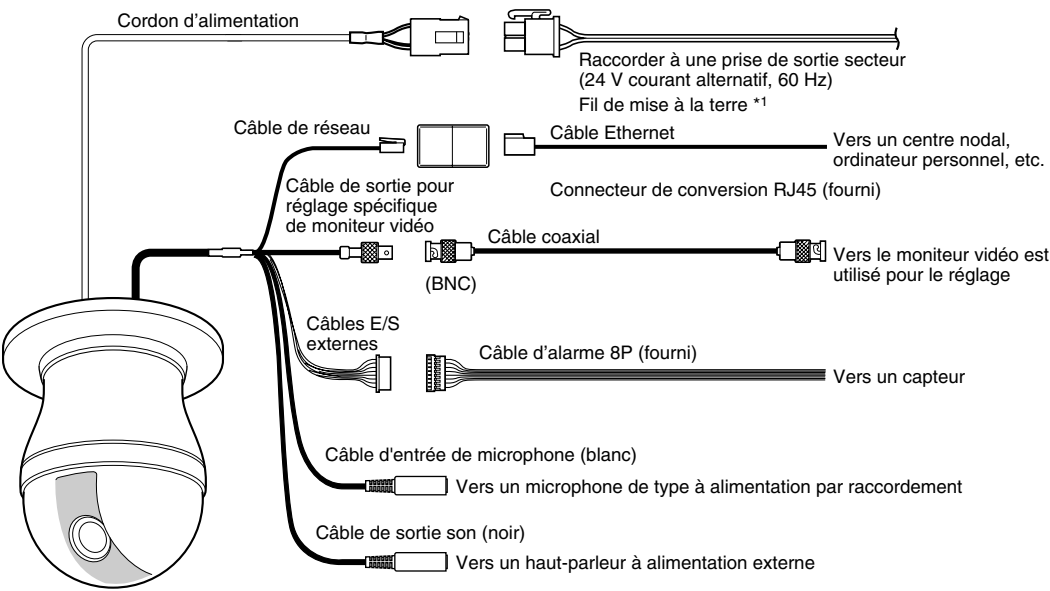 Cordon d'alimentation
Raccorder à une prise de sortie secteur
(24 V courant alternatif, 60 Hz)
Fil de mise à la terre *1
Câble de réseau
Câble Ethernet
Vers un centre nodal,
ordinateur personnel, etc.
Connecteur de conversion RJ45 (fourni)
Câble de sortie pour
réglage spécifique
de moniteur vidéo
Câble coaxial
(BNC)
Vers le moniteur vidéo est
utilisé pour le réglage
Câbles E/S
externes
Câble d'alarme 8P (fourni)
Vers un capteur
Câble d'entrée de microphone (blanc)
Vers un microphone de type à alimentation par raccordement
Câble de sortie son (noir)
Vers un haut-parleur à alimentation externe